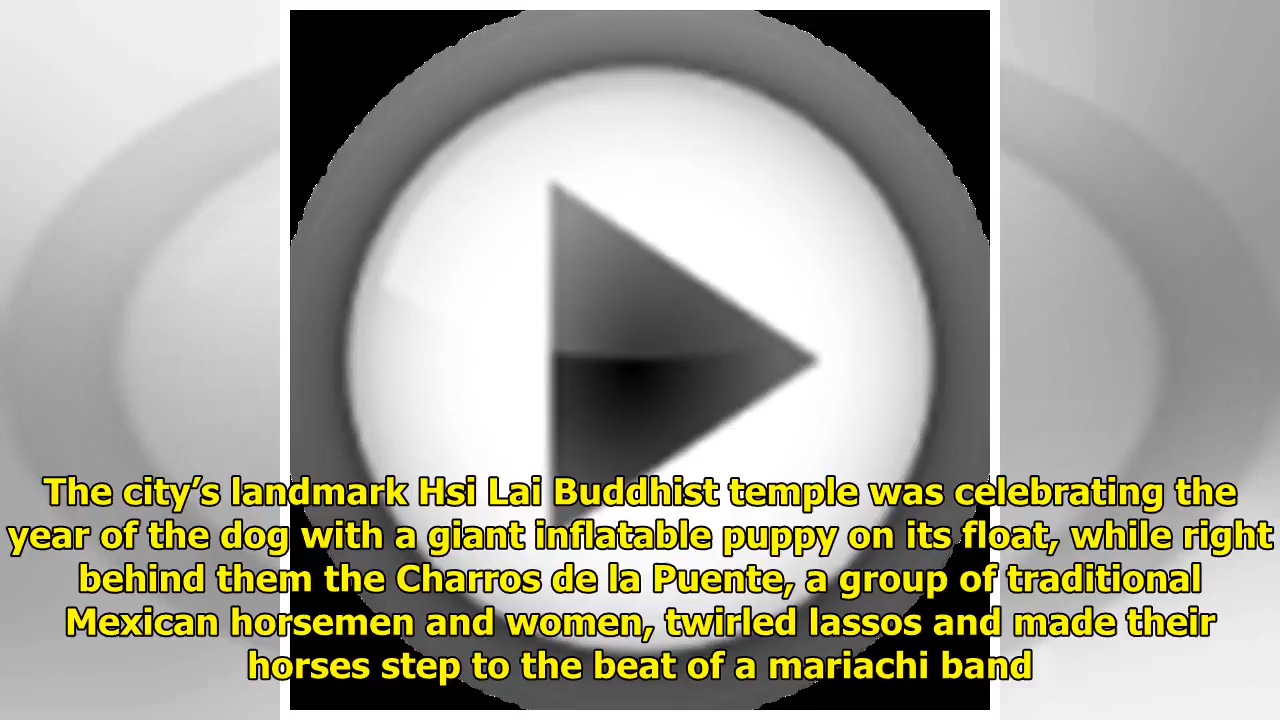 The city’s landmark Hsi Lai Buddhist temple was celebrating the
year of the dog with a giant inflatable puppy on its float, while right
behind them the Charros de la Puente, a group of traditional
Mexican horsemen and women, twirled lassos and made their
horses step to the beat of a mariachi band